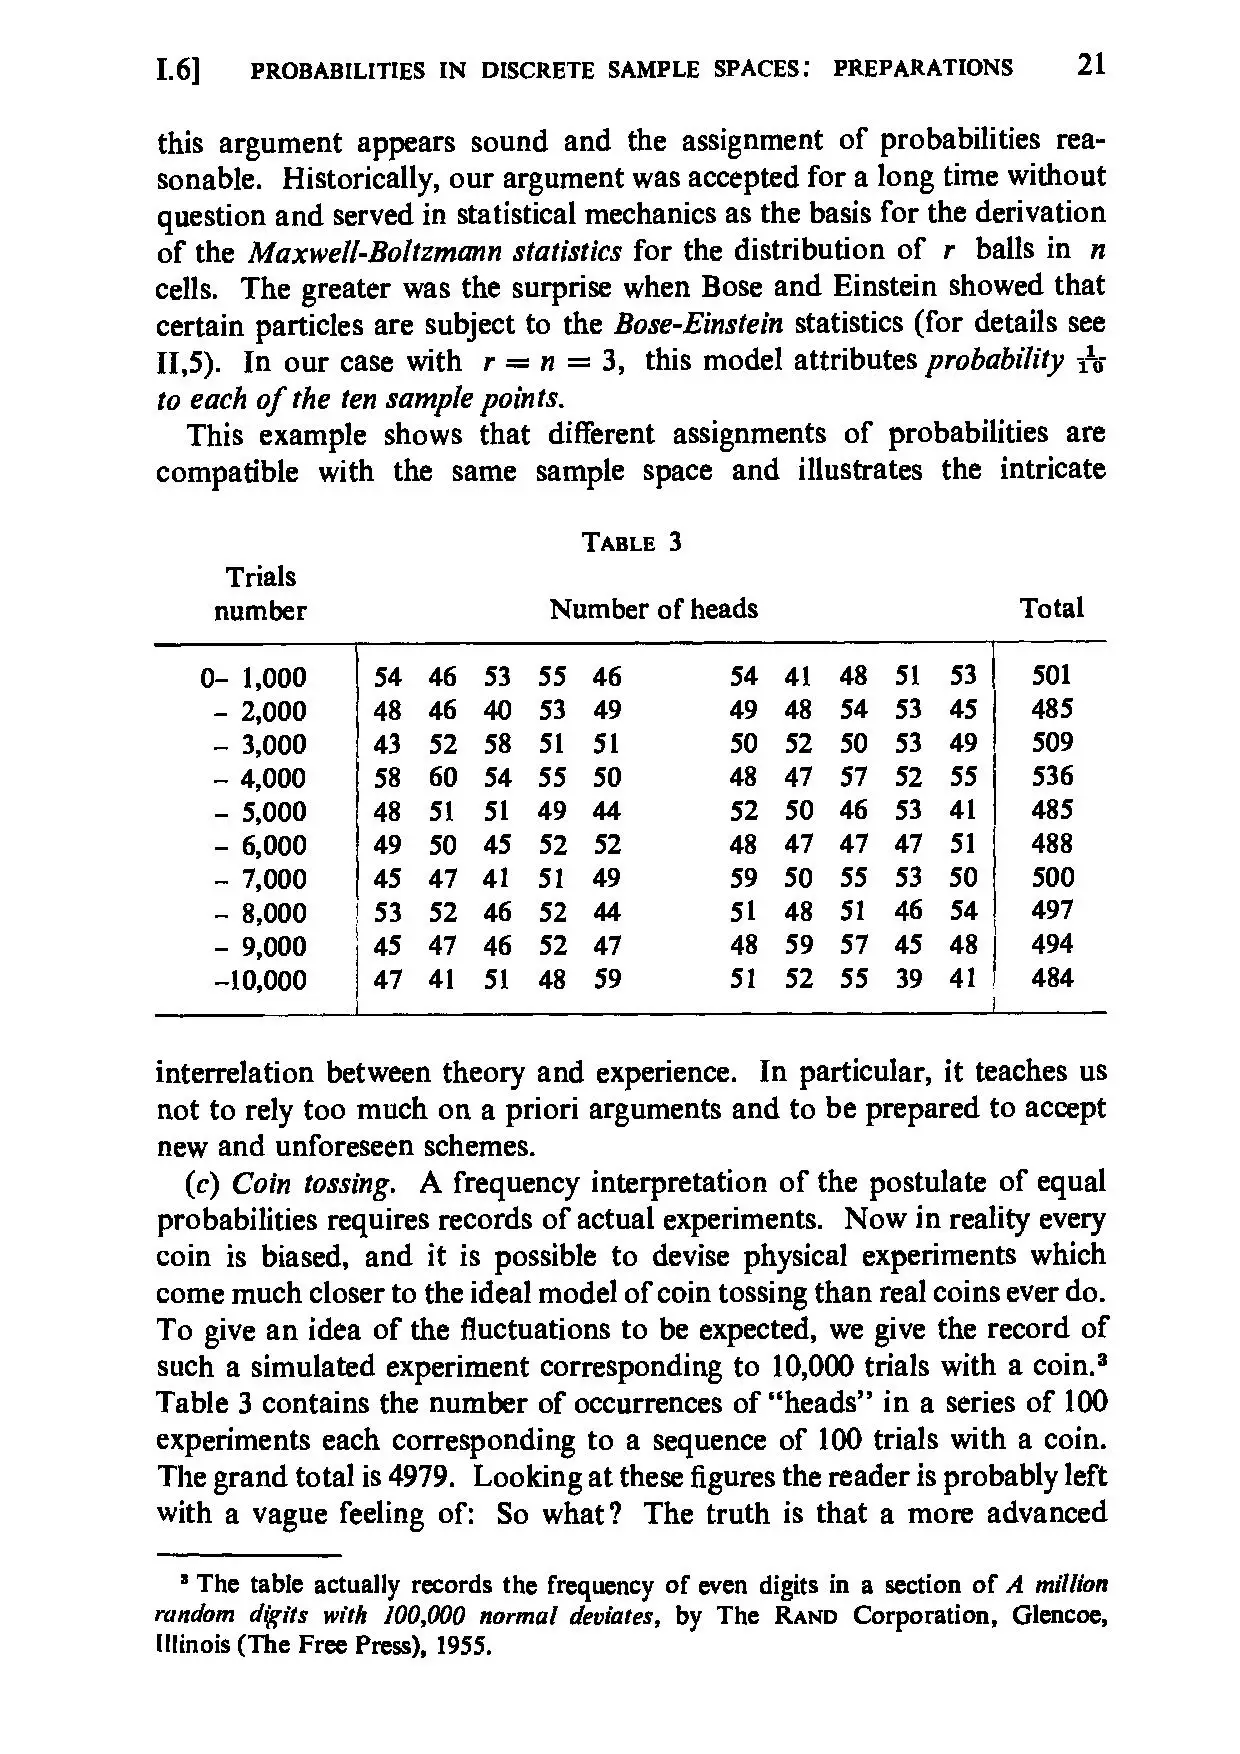 I.6] PROBABILITIES IN DISCRETE SAMPLE SPACES: PREPARATIONS 21
this argument appears sound and the assignment of probabilities rea-
sonable. Historically, our argument was accepted for a long time without
question and served in statistical mechanics as the basis for the derivation
of the Maxwell-Boltzmann statistics for the distribution of r balls in n
cells. The greater was the surprise when Bose and Einstein showed that
certain particles are subject to the Bose-Einstein statistics (for details see
II,5). In our case with r = n = 3, this model attributes probability 1/10
to each of the ten sample points.
This example shows that different assignments of probabilities are
compatible with the same sample space and illustrates the intricate
TABLE 3
Trials
number Number of heads Total
0– 1,000 54 46 53 55 46 54 41 48 51 53 501
– 2,000 48 46 40 53 49 49 48 54 53 45 485
– 3,000 43 52 58 51 51 50 52 50 53 49 509
– 4,000 58 60 54 55 50 48 47 57 52 55 536
– 5,000 48 51 51 49 44 52 50 46 53 41 485
– 6,000 49 50 45 52 52 48 47 47 47 51 488
– 7,000 45 47 41 51 49 59 50 55 53 50 500
– 8,000 53 52 46 52 44 51 48 51 46 54 497
– 9,000 45 47 46 52 47 48 59 57 45 48 494
–10,000 47 41 51 48 59 51 52 55 39 41 484
interrelation between theory and experience. In particular, it teaches us
not to rely too much on a priori arguments and to be prepared to accept
new and unforeseen schemes.
(c) Coin tossing. A frequency interpretation of the postulate of equal
probabilities requires records of actual experiments. Now in reality every
coin is biased, and it is possible to devise physical experiments which
come much closer to the ideal model of coin tossing than real coins ever do.
To give an idea of the fluctuations to be expected, we give the record of
such a simulated experiment corresponding to 10,000 trials with a coin.³
Table 3 contains the number of occurrences of “heads” in a series of 100
experiments each corresponding to a sequence of 100 trials with a coin.
The grand total is 4979. Looking at these figures the reader is probably left
with a vague feeling of: So what? The truth is that a more advanced
³ The table actually records the frequency of even digits in a section of A million
random digits with 100,000 normal deviates, by The RAND Corporation, Glencoe,
Illinois (The Free Press), 1955.